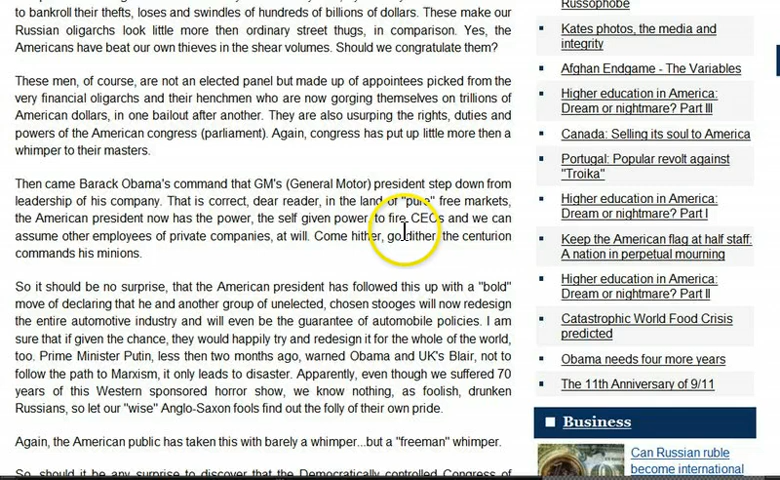 to bankroll their thefts, loses and swindles of hundreds of billions of dollars. These make our
Russian oligarchs look little more then ordinary street thugs, in comparison. Yes, the
Americans have beat our own thieves in the shear volumes. Should we congratulate them?
These men, of course, are not an elected panel but made up of appointees picked from the
very financial oligarchs and their henchmen who are now gorging themselves on trillions of
American dollars, in one bailout after another. They are also usurping the rights, duties and
powers of the American congress (parliament). Again, congress has put up little more then a
whimper to their masters.
Then came Barack Obama's command that GM's (General Motor) president step down from
leadership of his company. That is correct, dear reader, in the land of "pure" free markets,
the American president now has the power, the self given power, to fire CEOs and we can
assume other employees of private companies, at will. Come hither, go dither, the centurion
commands his minions.
So it should be no surprise, that the American president has followed this up with a "bold"
move of declaring that he and another group of unelected, chosen stooges will now redesign
the entire automotive industry and will even be the guarantee of automobile policies. I am
sure that if given the chance, they would happily try and redesign it for the whole of the world,
too. Prime Minister Putin, less then two months ago, warned Obama and UK's Blair, not to
follow the path to Marxism, it only leads to disaster. Apparently, even though we suffered 70
years of this Western sponsored horror show, we know nothing, as foolish, drunken
Russians, so let our "wise" Anglo-Saxon fools find out the folly of their own pride.
Again, the American public has taken this with barely a whimper...but a "freeman" whimper.
So, should it be any surprise to discover that the Democratically controlled Congress of
Russophobe
Kates photos, the media and
integrity
Afghan Endgame - The Variables
Higher education in America:
Dream or nightmare? Part III
Canada: Selling its soul to America
Portugal: Popular revolt against
"Troika"
Higher education in America:
Dream or nightmare? Part I
Keep the American flag at half staff:
A nation in perpetual mourning
Higher education in America:
Dream or nightmare? Part II
Catastrophic World Food Crisis
predicted
Obama needs four more years
The 11th Anniversary of 9/11
Business
Can Russian ruble
become international